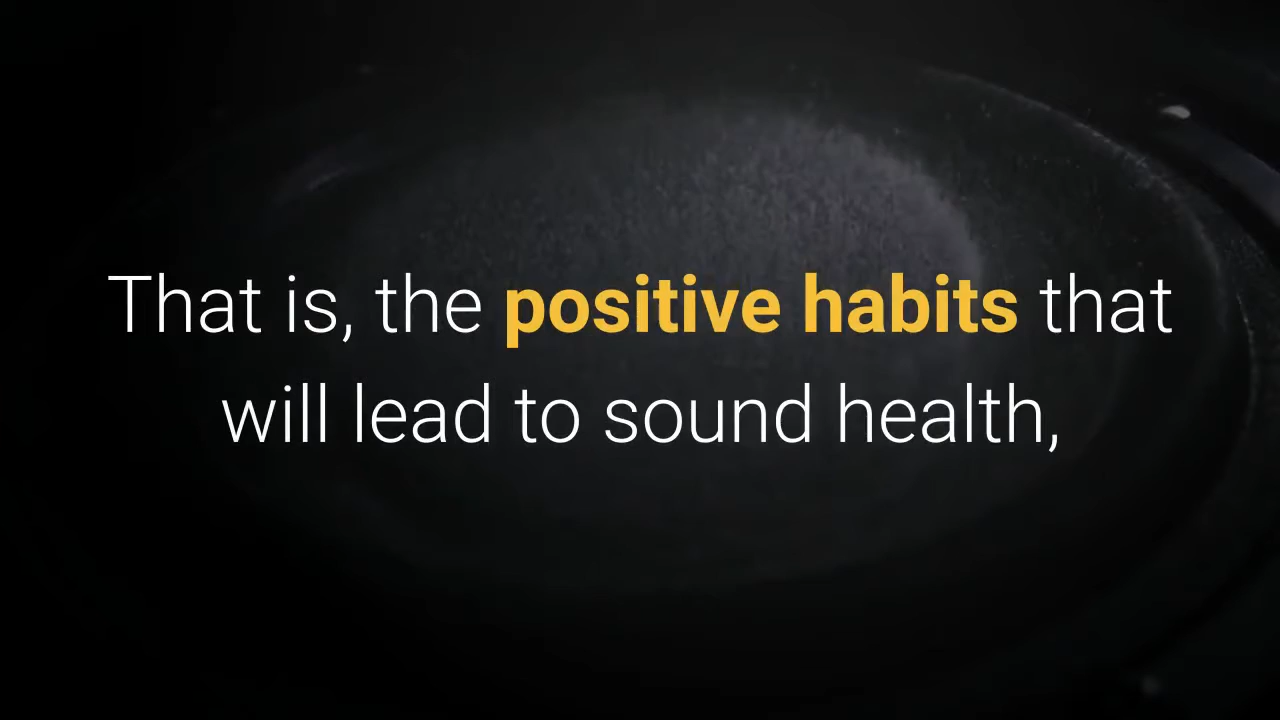 That is, the positive habits that
will lead to sound health,